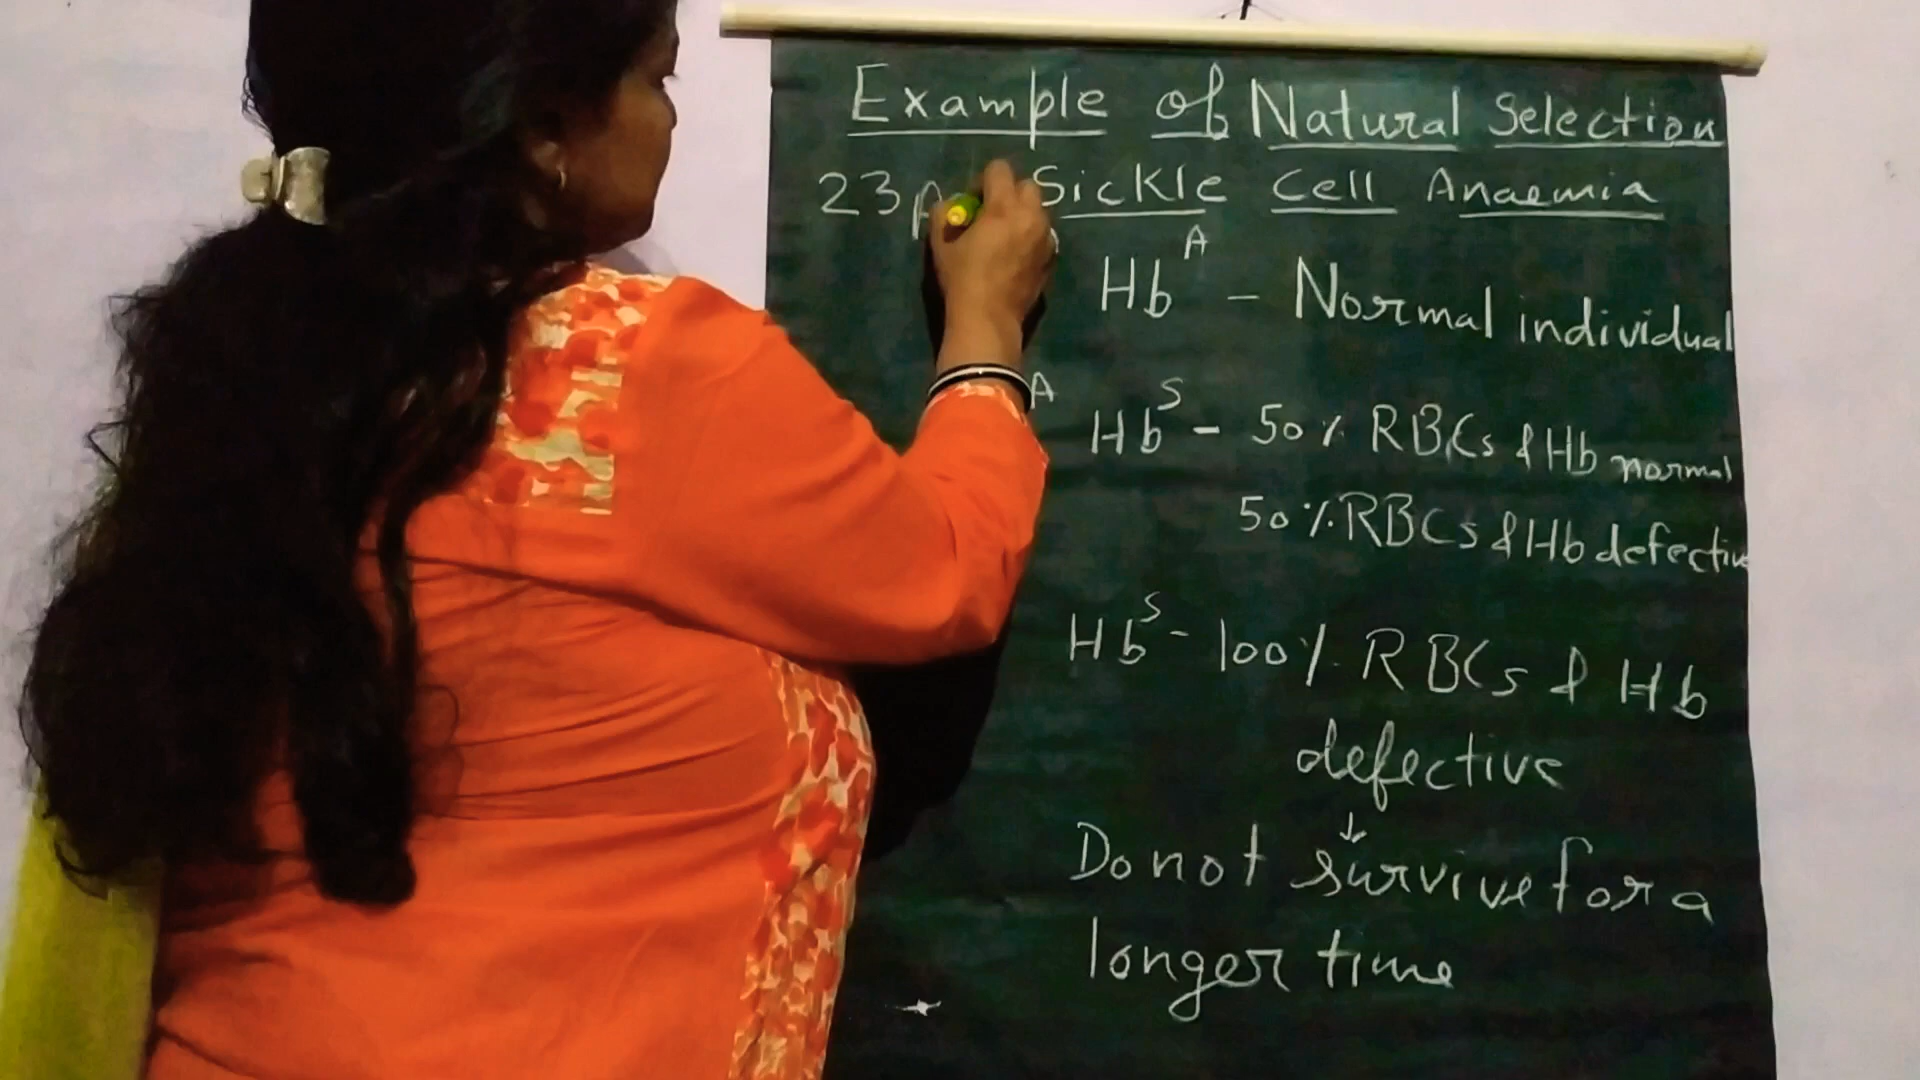 Example of Natural Selection
23 Sickle Cell Anaemia
Hb^A - Normal individual
A Hb^S - 50% RBCs & Hb normal
50% RBCs & Hb defective
Hb^S - 100% RBCs & Hb
defective
↓
Do not survive for a
longer time